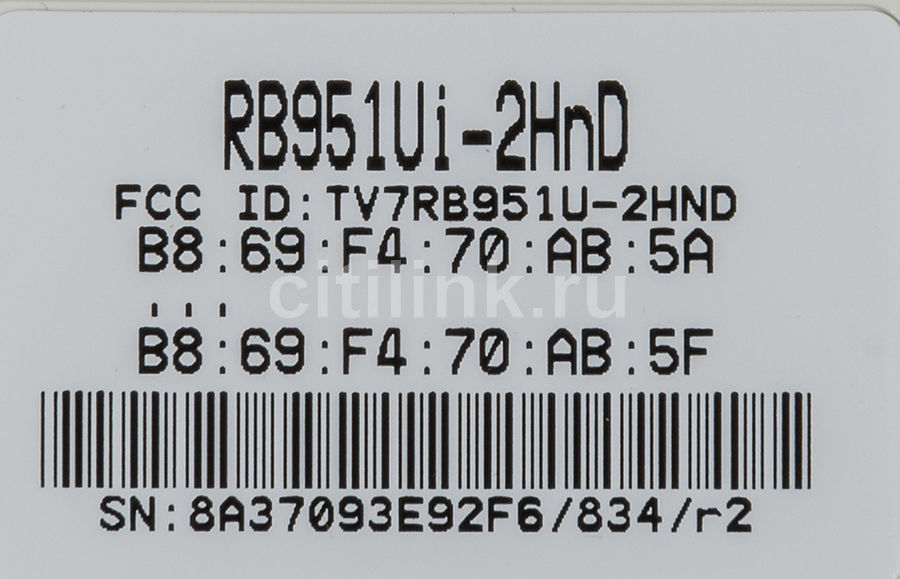 RB951Ui-2HnD
FCC ID:TV7RB951U-2HND
B8:69:F4:70:AB:5A
citilink.ru
...
B8:69:F4:70:AB:5F
SN:8A37093E92F6/834/r2